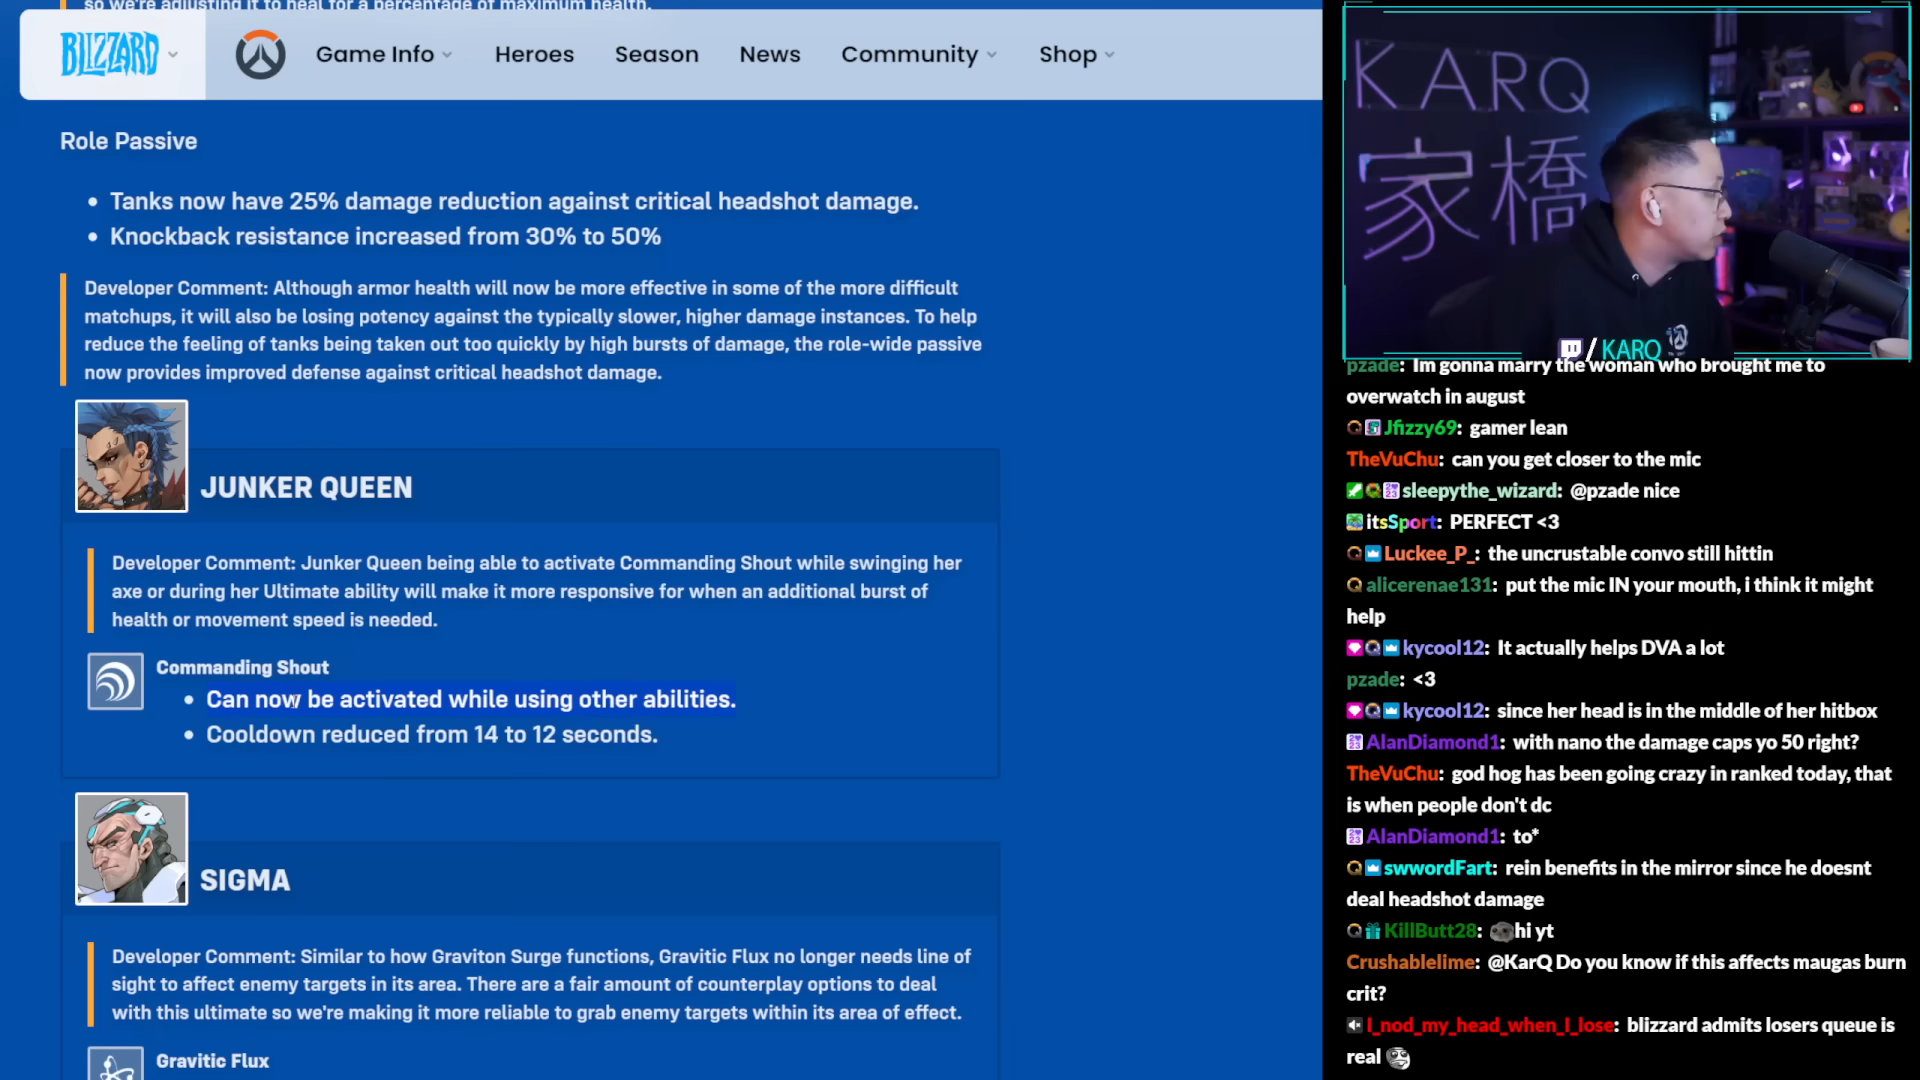 so we're adjusting it to heal for a percentage of maximum health.
BLIZZARD
Game Info
Heroes
Season
News
Community
Shop
Role Passive
Tanks now have 25% damage reduction against critical headshot damage.
Knockback resistance increased from 30% to 50%
Developer Comment: Although armor health will now be more effective in some of the more difficult
matchups, it will also be losing potency against the typically slower, higher damage instances. To help
reduce the feeling of tanks being taken out too quickly by high bursts of damage, the role-wide passive
now provides improved defense against critical headshot damage.
JUNKER QUEEN
Developer Comment: Junker Queen being able to activate Commanding Shout while swinging her
axe or during her Ultimate ability will make it more responsive for when an additional burst of
health or movement speed is needed.
Commanding Shout
Can now be activated while using other abilities.
Cooldown reduced from 14 to 12 seconds.
SIGMA
Developer Comment: Similar to how Graviton Surge functions, Gravitic Flux no longer needs line of
sight to affect enemy targets in its area. There are a fair amount of counterplay options to deal
with this ultimate so we're making it more reliable to grab enemy targets within its area of effect.
Gravitic Flux
KARQ
家橋
/ KARQ
pzade: Im gonna marry the woman who brought me to
overwatch in august
Jfizzy69: gamer lean
TheVuChu: can you get closer to the mic
sleepythe_wizard: @pzade nice
itsSport: PERFECT <3
Luckee_P_: the uncrustable convo still hittin
alicerenae131: put the mic IN your mouth, i think it might
help
kycool12: It actually helps DVA a lot
pzade: <3
kycool12: since her head is in the middle of her hitbox
AlanDiamond1: with nano the damage caps yo 50 right?
TheVuChu: god hog has been going crazy in ranked today, that
is when people don't dc
AlanDiamond1: to*
swwordFart: rein benefits in the mirror since he doesnt
deal headshot damage
KillButt28: hi yt
Crushablelime: @KarQ Do you know if this affects maugas burn
crit?
I_nod_my_head_when_I_lose: blizzard admits losers queue is
real